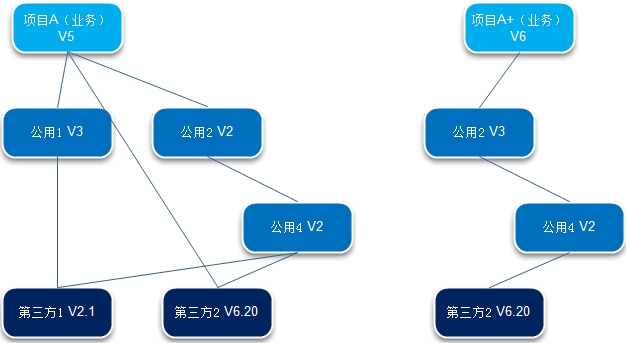 项目A（业务）
V5
项目A+（业务）
V6
公用1 V3
公用2 V2
公用2 V3
公用4 V2
公用4 V2
第三方1 V2.1
第三方2 V6.20
第三方2 V6.20